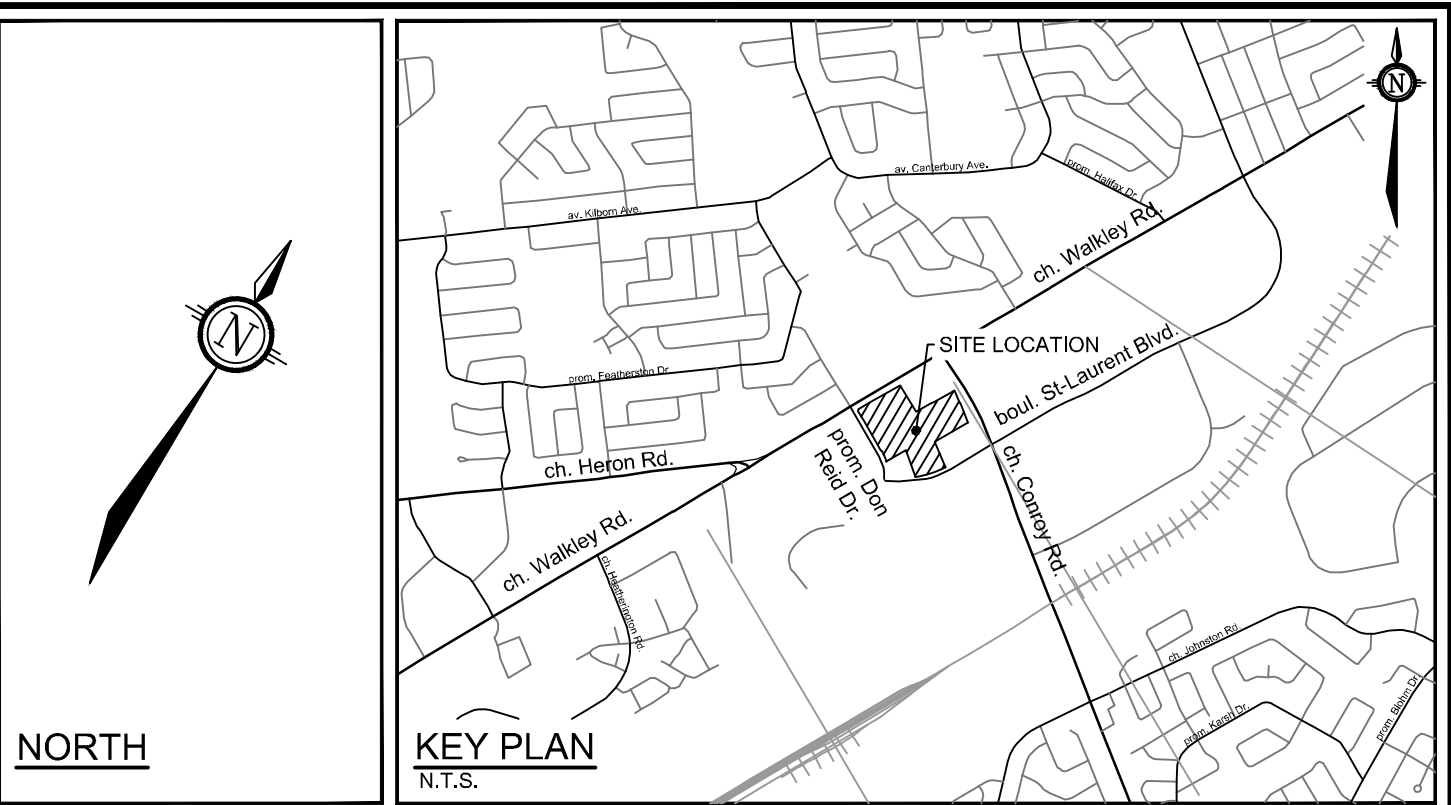 N
NORTH
N
av. Canterbury Ave.
prom. Halifax Dr.
av. Kilborn Ave.
ch. Walkley Rd.
SITE LOCATION
boul. St-Laurent Blvd.
prom. Featherston Dr.
prom. Don
Reid Dr.
ch. Heron Rd.
ch. Conroy Rd.
ch. Walkley Rd.
ch. Heatherington Rd.
ch. Johnston Rd.
prom. Karsh Dr.
prom. Blohm Dr.
KEY PLAN
N.T.S.